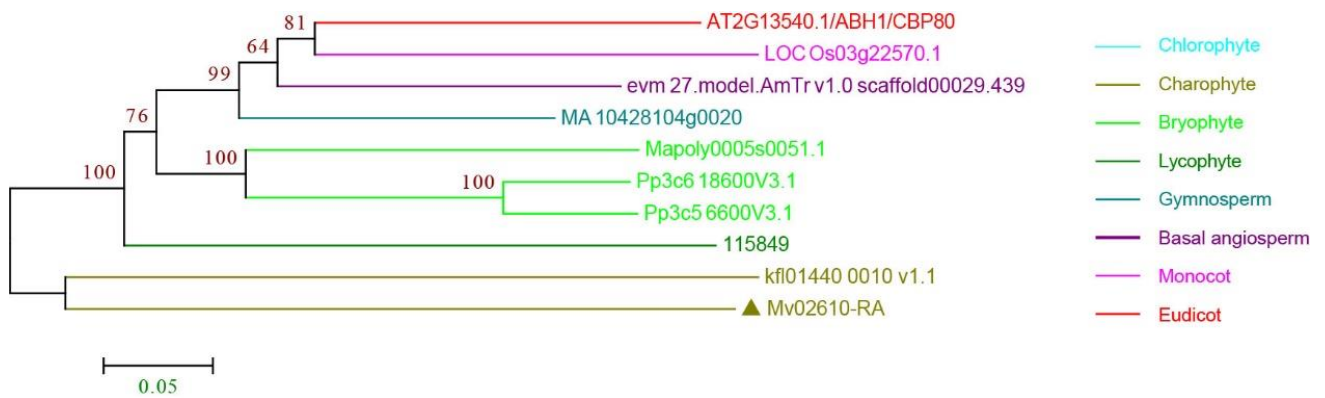 81
AT2G13540.1/ABH1/CBP80
64
LOC Os03g22570.1
Chlorophyte
99
evm 27.model.AmTr v1.0 scaffold00029.439
Charophyte
76
MA 10428104g0020
Bryophyte
100
Mapoly0005s0051.1
Lycophyte
100
100
Pp3c6 18600V3.1
Gymnosperm
Pp3c5 6600V3.1
Basal angiosperm
115849
Monocot
kfl01440 0010 v1.1
Mv02610-RA
Eudicot
0.05